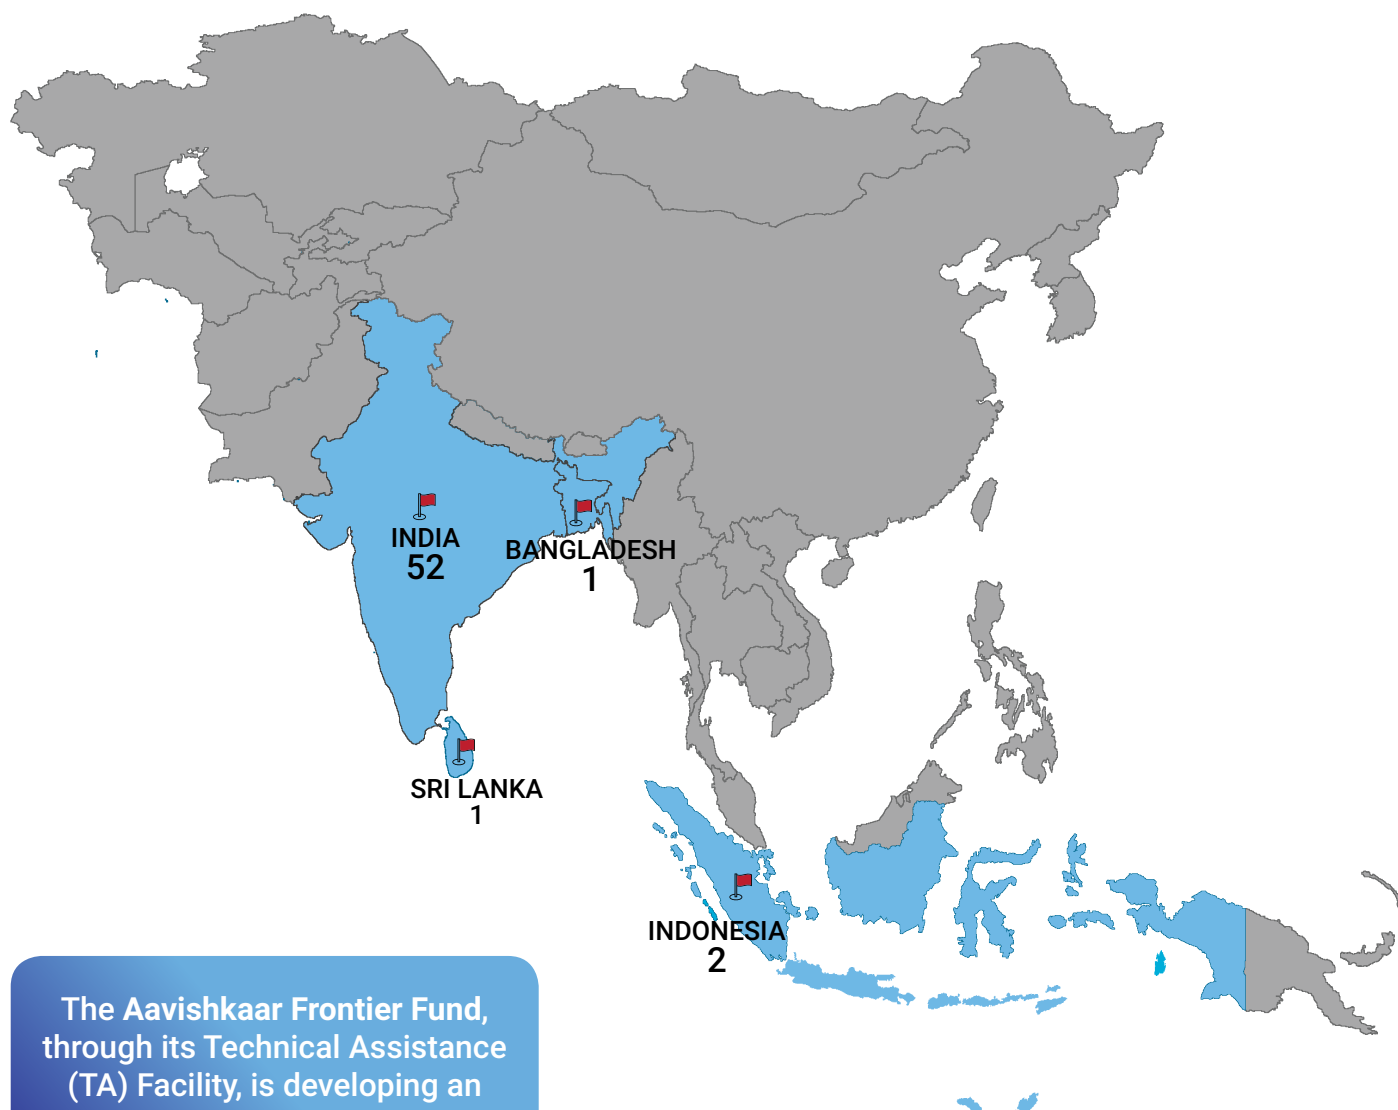 INDIA
52
BANGLADESH
1
SRI LANKA
1
INDONESIA
2
The Aavishkaar Frontier Fund,
through its Technical Assistance
(TA) Facility, is developing an